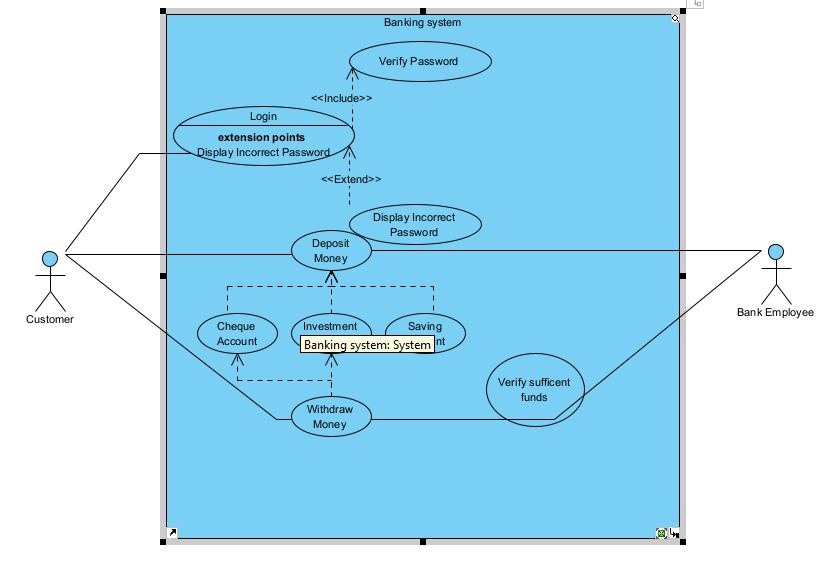 Banking system
Verify Password
<<Include>>
Login
extension points
Display Incorrect Password
<<Extend>>
Display Incorrect
Password
Deposit
Money
Customer
Bank Employee
Cheque
Account
Investment
Saving
Banking system: System
Verify sufficent
funds
Withdraw
Money